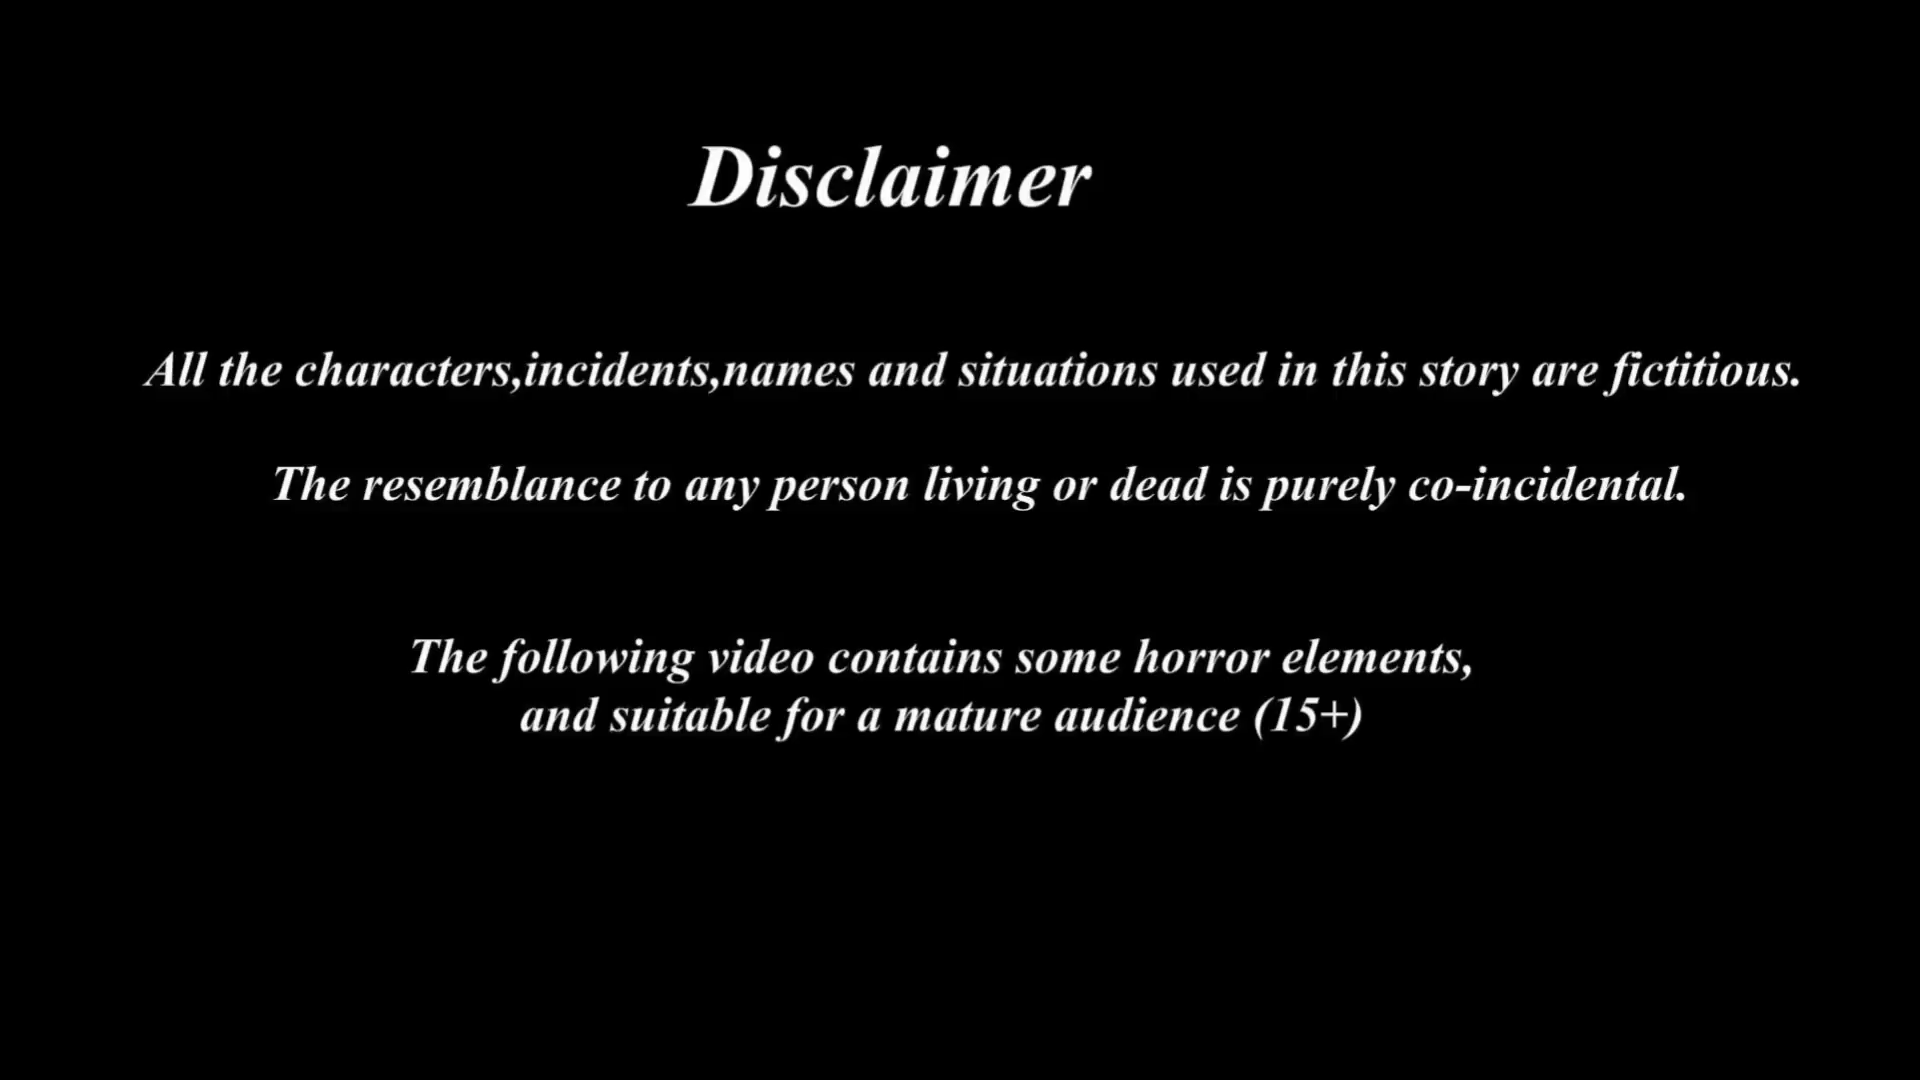 Disclaimer
All the characters,incidents,names and situations used in this story are fictitious.
The resemblance to any person living or dead is purely co-incidental.
The following video contains some horror elements,
and suitable for a mature audience (15+)